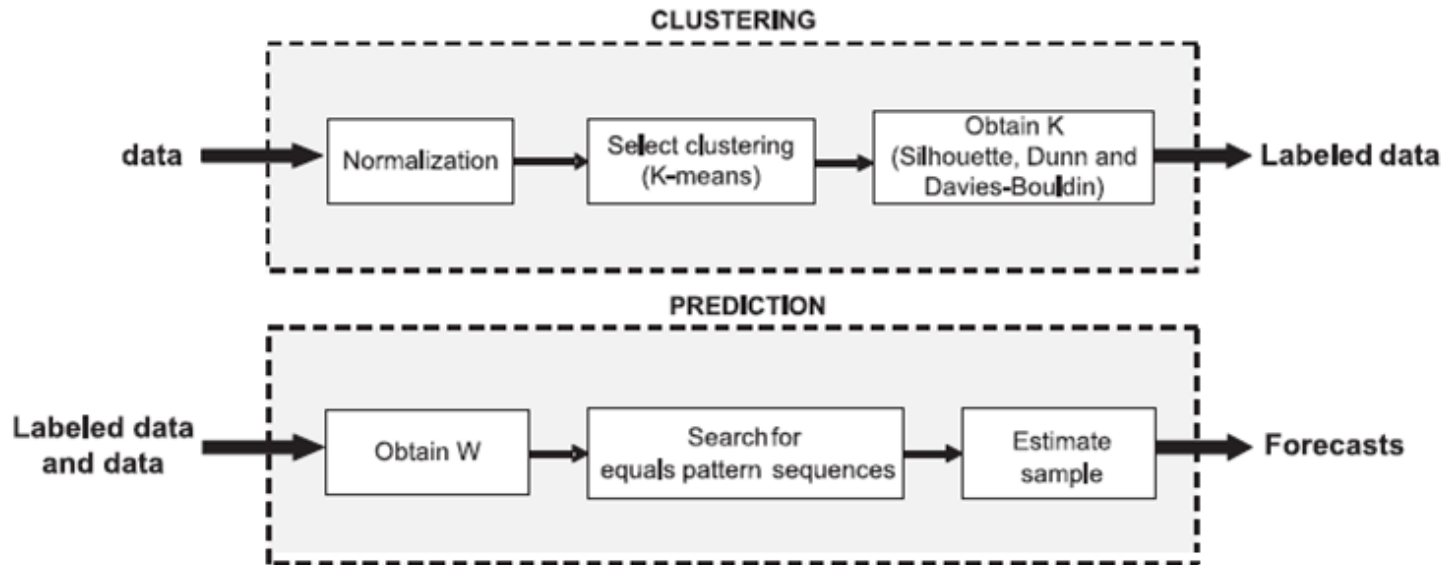 CLUSTERING
data
Normalization
Select clustering
(K-means)
Obtain K
(Silhouette, Dunn and
Davies-Bouldin)
Labeled data
PREDICTION
Labeled data
and data
Obtain W
Search for
equals pattern sequences
Estimate
sample
Forecasts